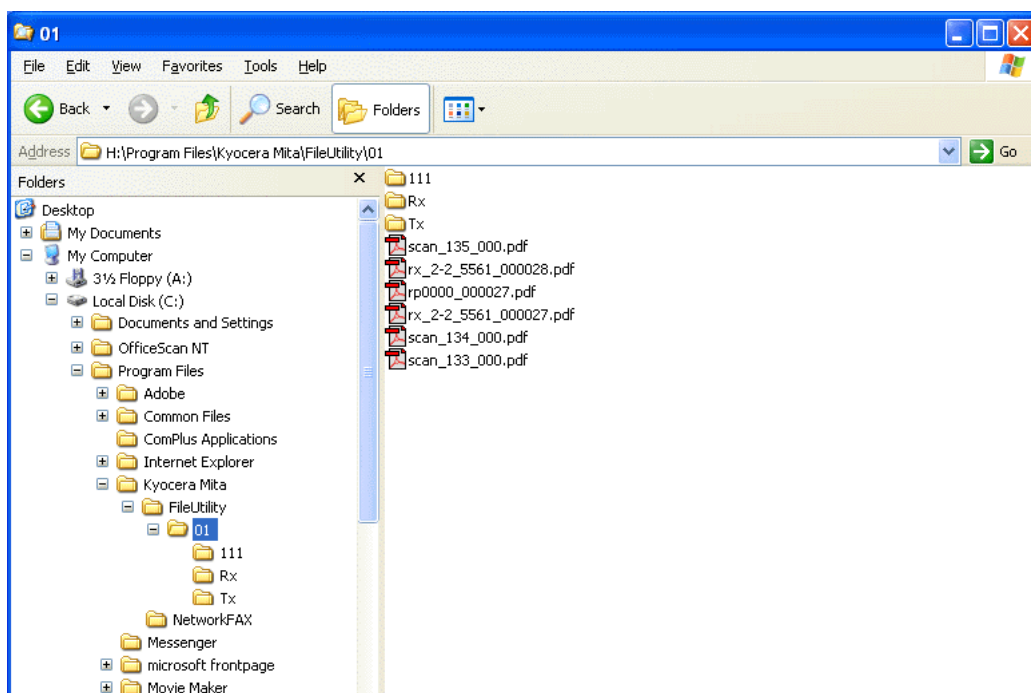 01
File Edit View Favorites Tools Help
Back Search Folders
Address H:\Program Files\Kyocera Mita\FileUtility\01 Go
Folders
Desktop
My Documents
My Computer
3½ Floppy (A:)
Local Disk (C:)
Documents and Settings
OfficeScan NT
Program Files
Adobe
Common Files
ComPlus Applications
Internet Explorer
Kyocera Mita
FileUtility
01
111
Rx
Tx
NetworkFAX
Messenger
microsoft frontpage
Movie Maker
111
Rx
Tx
scan_135_000.pdf
rx_2-2_5561_000028.pdf
rp0000_000027.pdf
rx_2-2_5561_000027.pdf
scan_134_000.pdf
scan_133_000.pdf